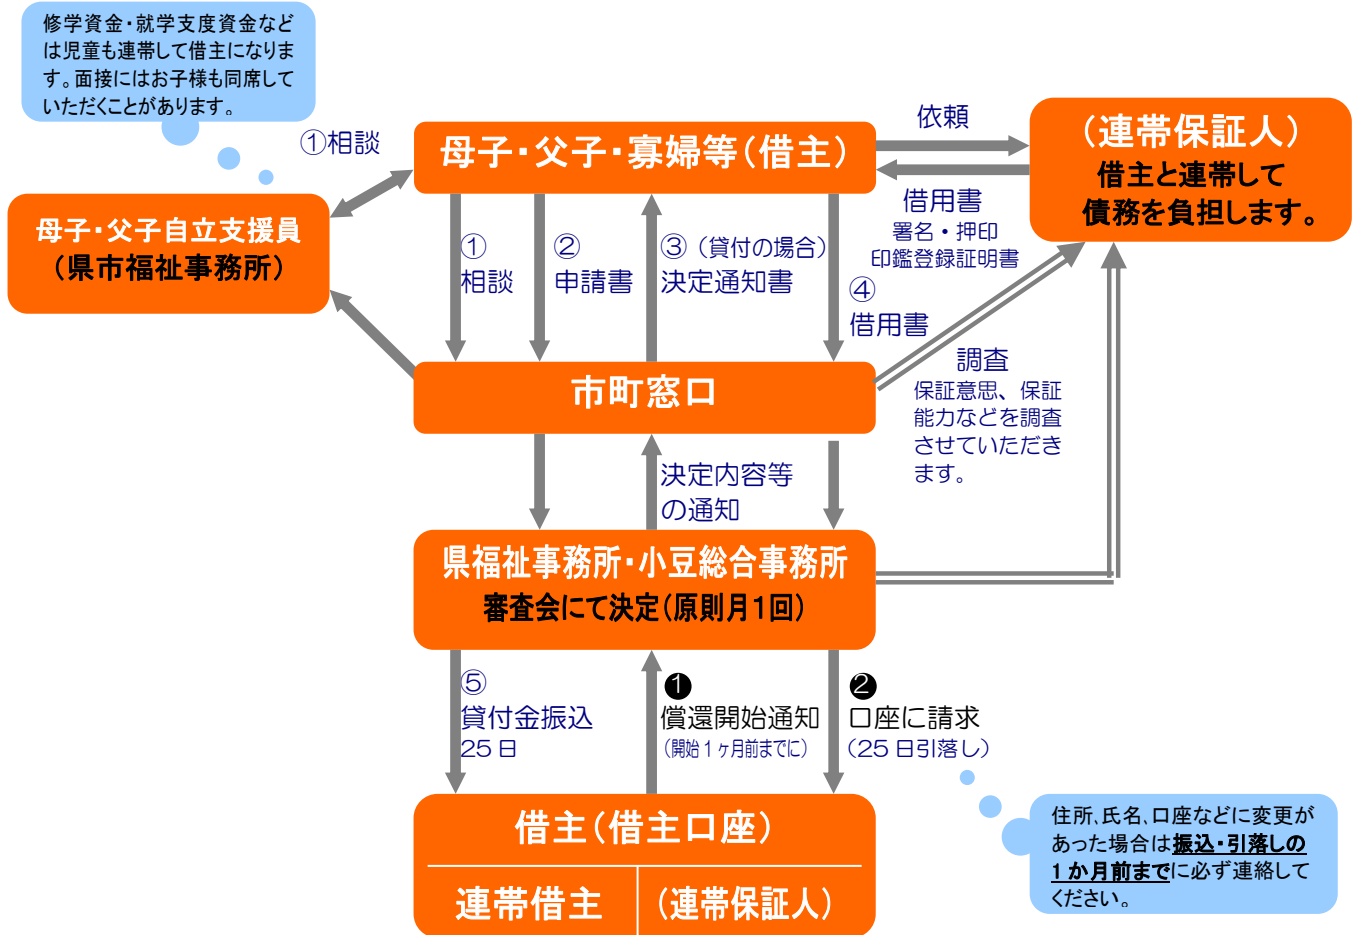 修学資金・就学支度資金など
は児童も連帯して借主になりま
す。面接にはお子様も同席して
いただくことがあります。
①相談
母子・父子・寡婦等（借主）
依頼
（連帯保証人）
借主と連帯して
債務を負担します。
母子・父子自立支援員
（県市福祉事務所）
①
相談
②
申請書
③（貸付の場合）
決定通知書
借用書
署名・押印
印鑑登録証明書
④
借用書
市町窓口
調査
保証意思、保証
能力などを調査
させていただき
ます。
決定内容等
の通知
県福祉事務所・小豆総合事務所
審査会にて決定（原則月１回）
⑤
貸付金振込
25日
❶
償還開始通知
（開始１ヶ月前までに）
❷
口座に請求
（25日引落し）
借主（借主口座）
連帯借主
（連帯保証人）
住所、氏名、口座などに変更が
あった場合は振込・引落しの
１か月前までに必ず連絡して
ください。